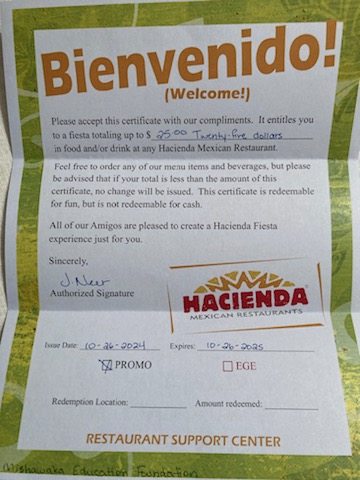 Bienvenido!
(Welcome!)
Please accept this certificate with our compliments. It entitles you
to a fiesta totaling up to $ 25.00 Twenty-five dollars
in food and/or drink at any Hacienda Mexican Restaurant.
Feel free to order any of our menu items and beverages, but please
be advised that if your total is less than the amount of this
certificate, no change will be issued. This certificate is redeemable
for fun, but is not redeemable for cash.
All of our Amigos are pleased to create a Hacienda Fiesta
experience just for you.
Sincerely,
J. Neer
Authorized Signature
HACIENDA
MEXICAN RESTAURANTS
Issue Date: 10-26-2024 Expires: 10-26-2025
PROMO EGE
Redemption Location: Amount redeemed:
RESTAURANT SUPPORT CENTER
Mishawaka Education Foundation